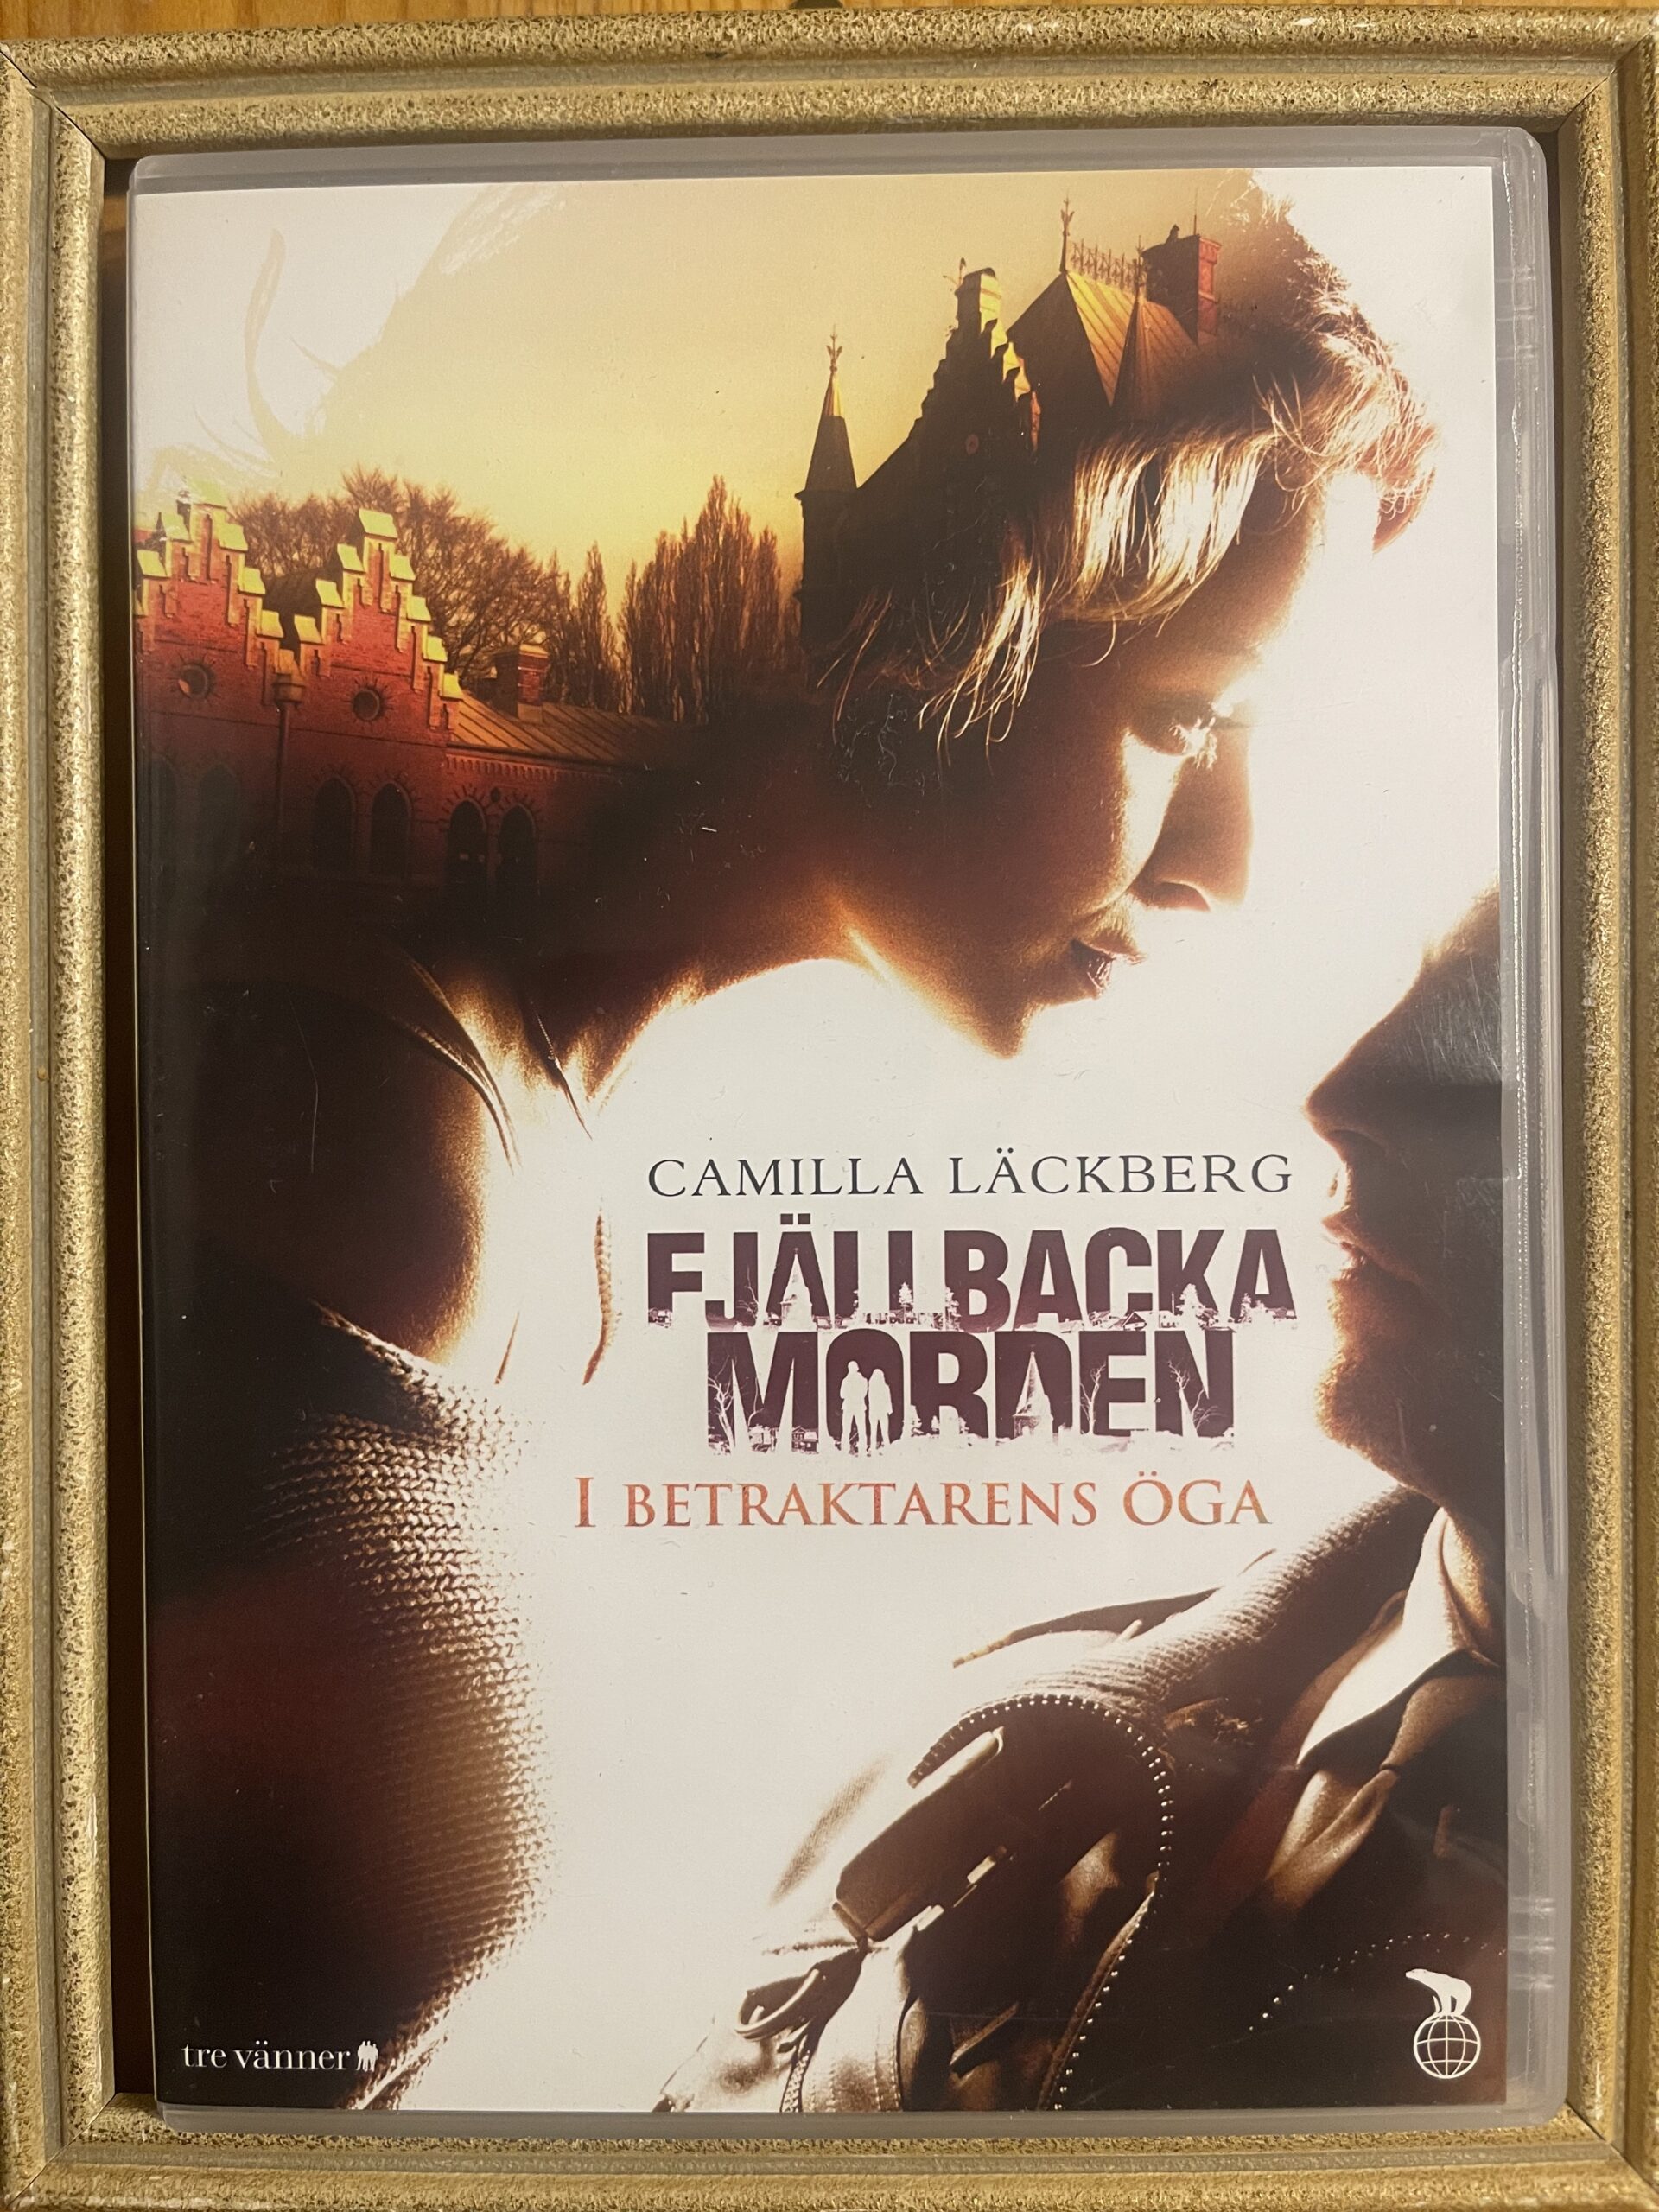 CAMILLA LÄCKBERG
FJÄLLBACKA
MORDEN
I BETRAKTARENS ÖGA
tre vänner